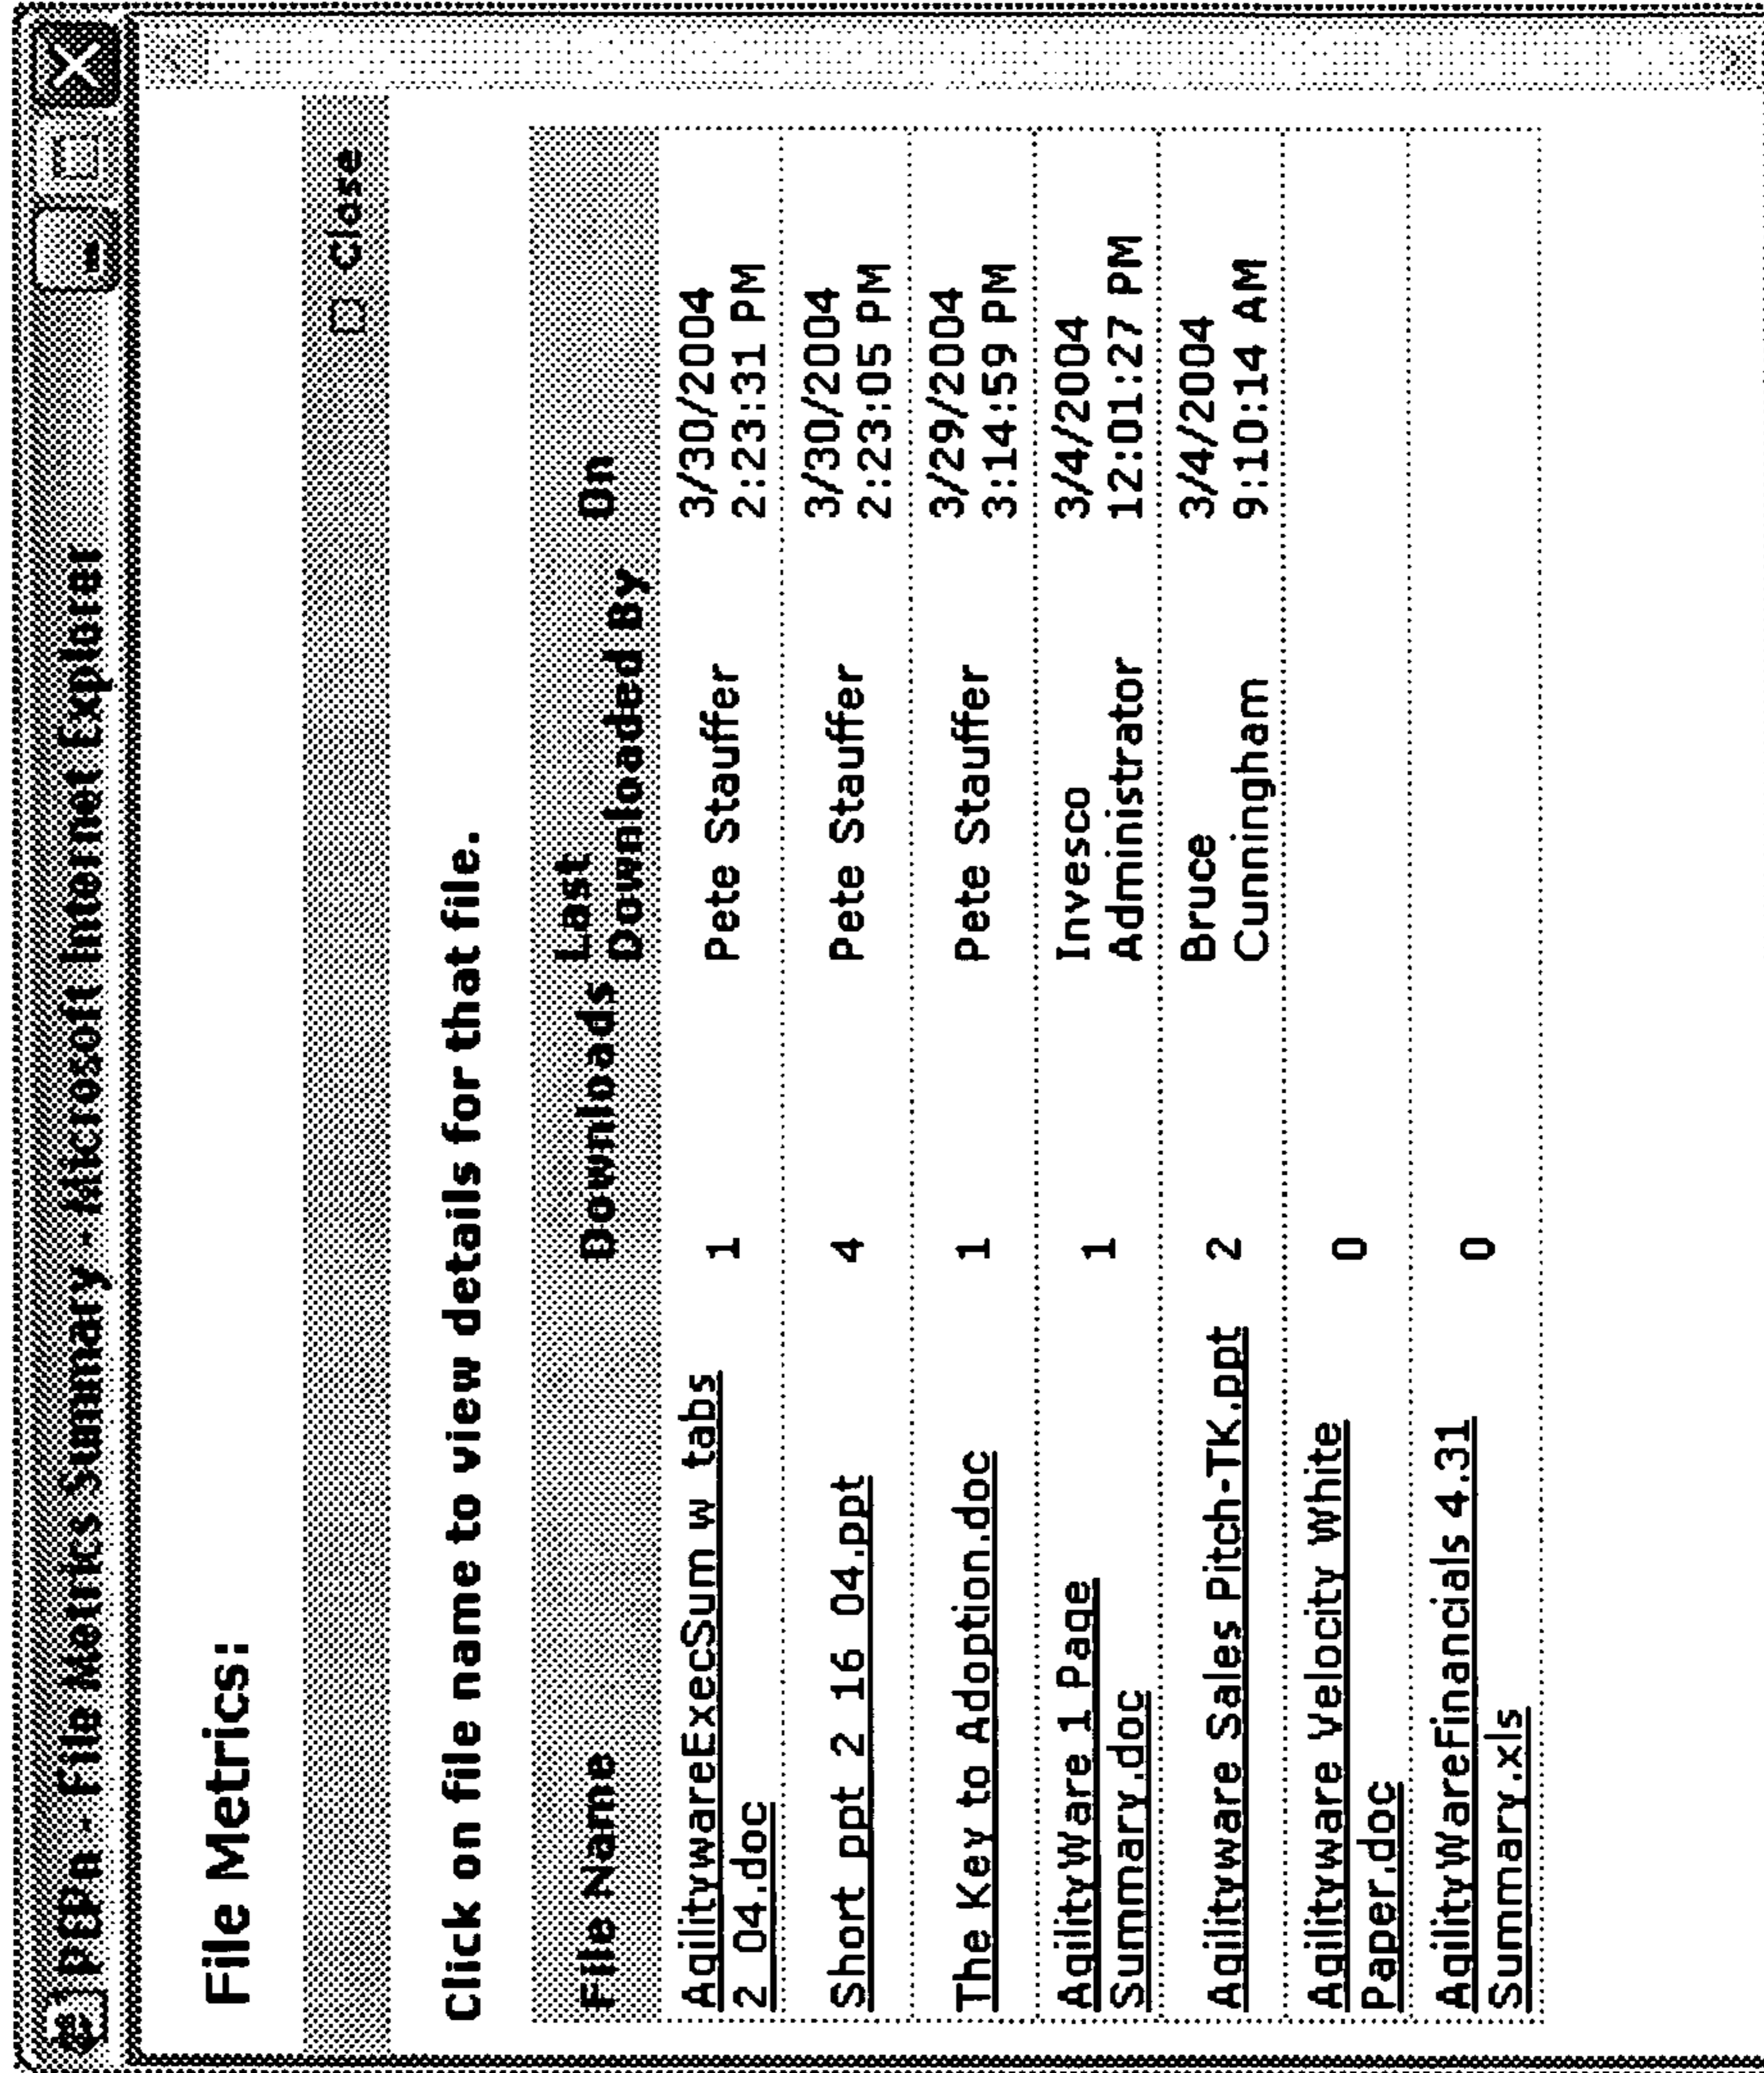 - File Metrics Summary - Microsoft Internet Explorer
File Metrics:
Close
Click on file name to view details for that file.
File Name Downloads Last Downloaded By On
AgilitywareExecSum w tabs 1 Pete Stauffer 3/30/2004
2_04.doc 2:23:31 PM
Short ppt 2 16 04.ppt 4 Pete Stauffer 3/30/2004
2:23:05 PM
The Key to Adoption.doc 1 Pete Stauffer 3/29/2004
3:14:59 PM
AgilityWare 1 Page 1 Invesco 3/4/2004
Summary.doc Administrator 12:01:27 PM
Agilityware Sales Pitch-TK.ppt 2 Bruce 3/4/2004
Cunningham 9:10:14 AM
Agilityware Velocity White 0
Paper.doc
AgilityWareFinancials 4.31 0
Summary.xls